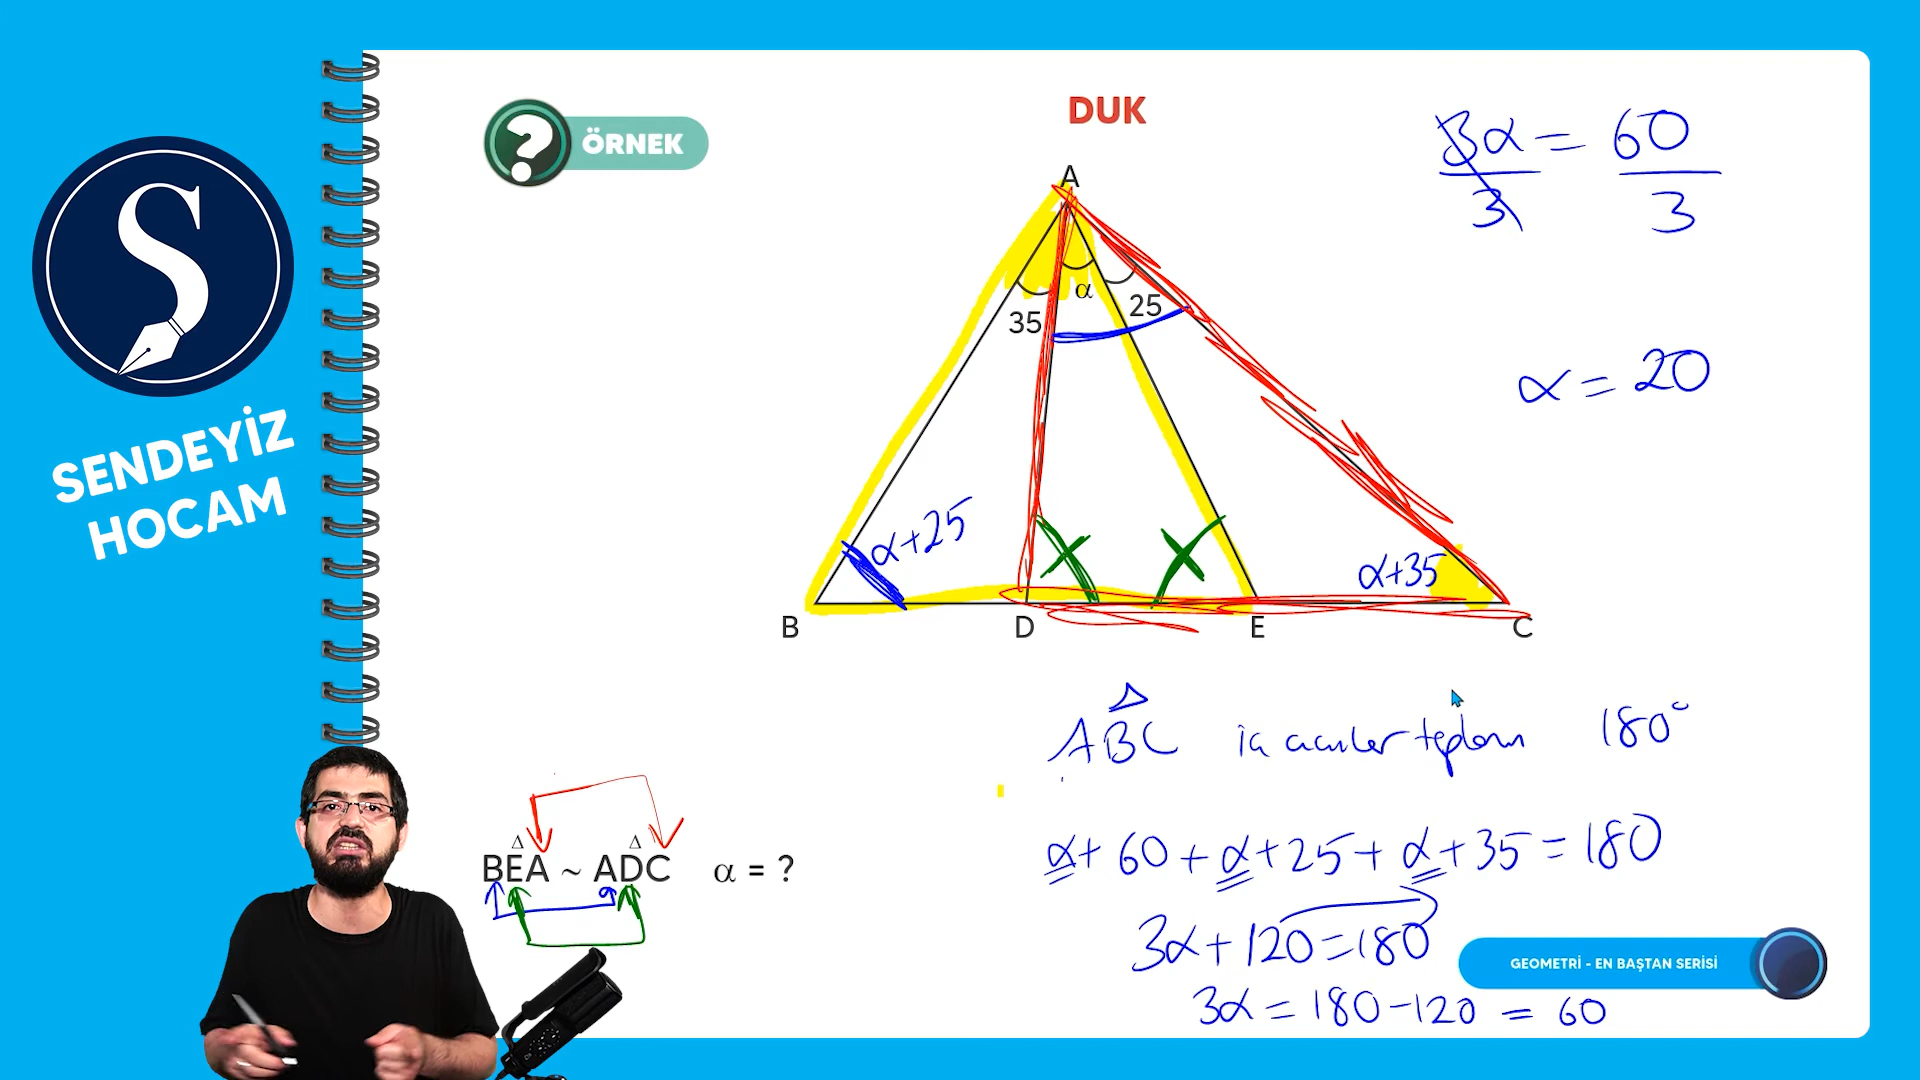 SENDEYİZ
HOCAM
?
ÖRNEK
DUK
A
35
α
25
α+25
α+35
B
D
E
C
3α = 60
3 3
α = 20
ABC iç açılar toplamı 180°
α + 60 + α + 25 + α + 35 = 180
3α + 120 = 180
3α = 180 - 120 = 60
BEA ~ ADC α = ?
GEOMETRİ - EN BAŞTAN SERİSİ